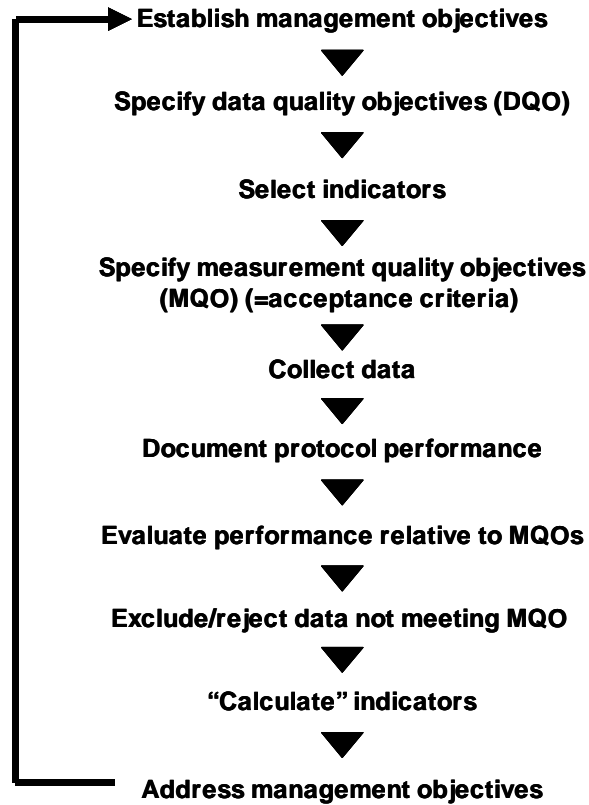 Establish management objectives
Specify data quality objectives (DQO)
Select indicators
Specify measurement quality objectives
(MQO) (=acceptance criteria)
Collect data
Document protocol performance
Evaluate performance relative to MQOs
Exclude/reject data not meeting MQO
“Calculate” indicators
Address management objectives